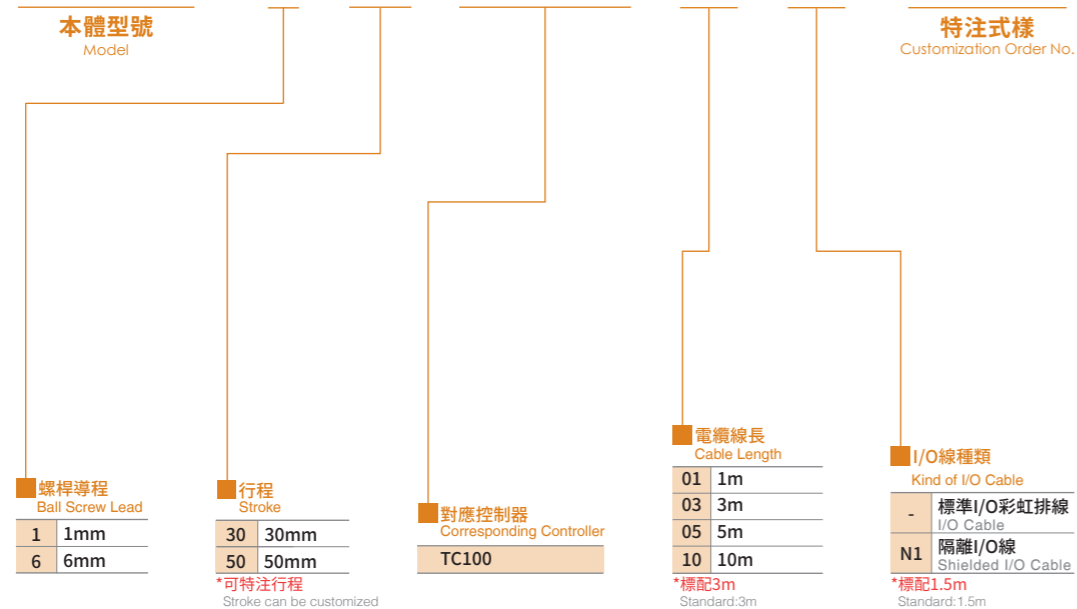 本體型號
Model
特注式樣
Customization Order No.
螺桿導程
Ball Screw Lead
1 1mm
6 6mm
行程
Stroke
30 30mm
50 50mm
*可特注行程
Stroke can be customized
對應控制器
Corresponding Controller
TC100
電纜線長
Cable Length
01 1m
03 3m
05 5m
10 10m
*標配3m
Standard:3m
I/O線種類
Kind of I/O Cable
- 標準I/O彩虹排線
I/O Cable
N1 隔離I/O線
Shielded I/O Cable
*標配1.5m
Standard:1.5m